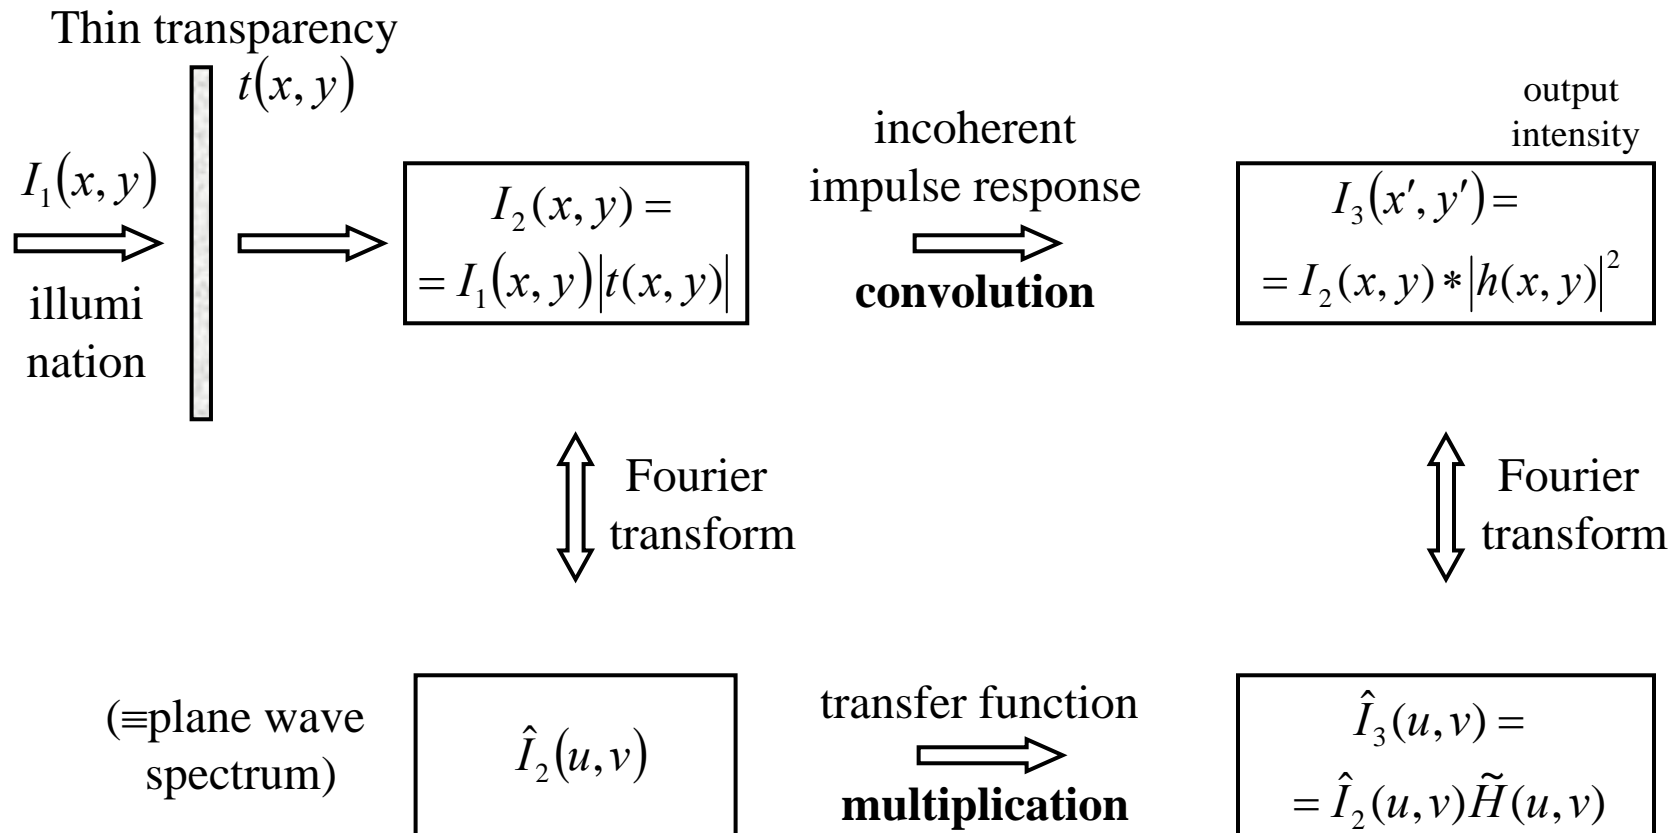 Thin transparency
t(x, y)
I₁(x, y)
illumi
nation
I₂(x, y) =
= I₁(x, y)|t(x, y)|
incoherent
impulse response
convolution
output
intensity
I₃(x′, y′) =
= I₂(x, y) * |h(x, y)|²
Fourier
transform
Fourier
transform
(≡plane wave
spectrum)
Î₂(u, v)
transfer function
multiplication
Î₃(u, v) =
= Î₂(u, v)H̃(u, v)